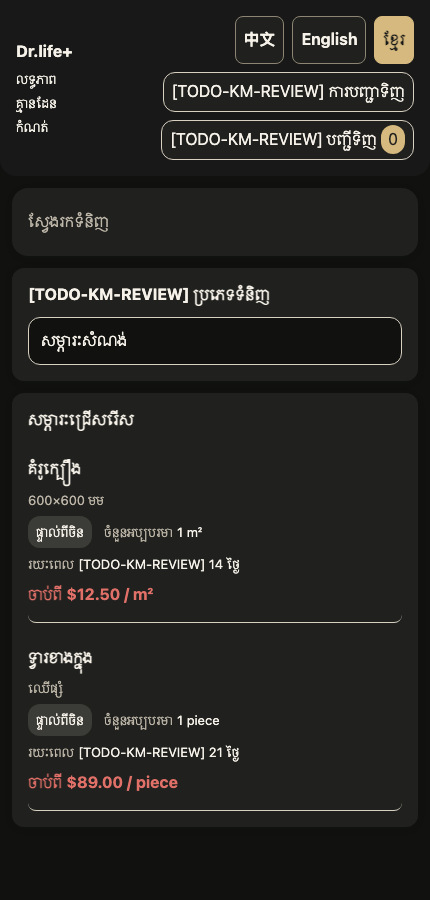 中文
English
ខ្មែរ
Dr.life+
លទ្ធភាព
គ្មានដែន
កំណត់
[TODO-KM-REVIEW] ការបញ្ជាទិញ
[TODO-KM-REVIEW] បញ្ជីទិញ 0
ស្វែងរកទំនិញ
[TODO-KM-REVIEW] ប្រភេទទំនិញ
សម្ភារៈសំណង់
សម្ភារៈជ្រើសរើស
គំរូក្បឿង
600×600 មម
ផ្ទាល់ពីចិន ចំនួនអប្បបរមា 1 m²
រយៈពេល [TODO-KM-REVIEW] 14 ថ្ងៃ
ចាប់ពី $12.50 / m²
ទ្វារខាងក្នុង
ឈើផ្សំ
ផ្ទាល់ពីចិន ចំនួនអប្បបរមា 1 piece
រយៈពេល [TODO-KM-REVIEW] 21 ថ្ងៃ
ចាប់ពី $89.00 / piece